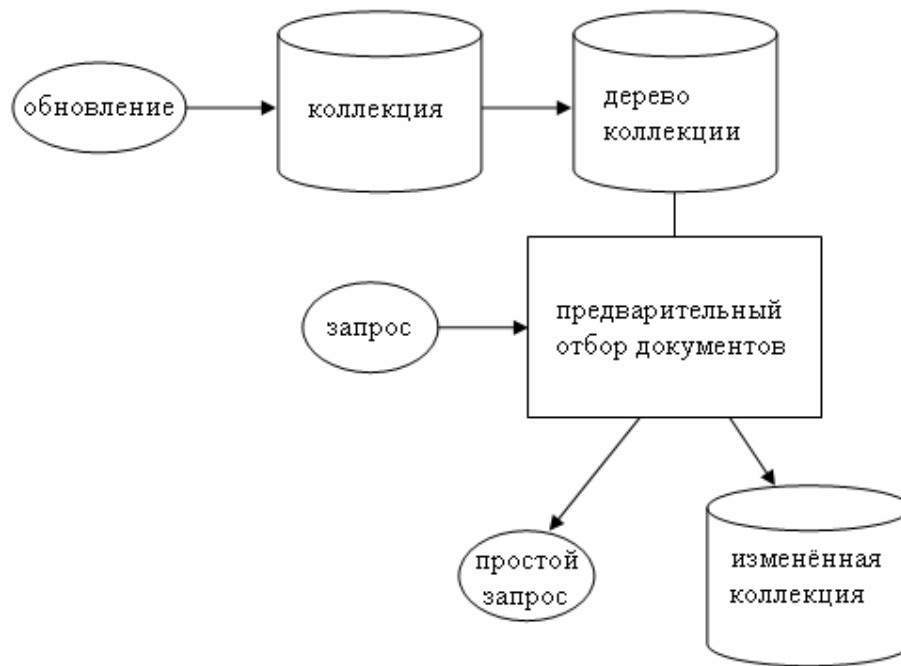 обновление
коллекция
дерево
коллекции
запрос
предварительный
отбор документов
простой
запрос
изменённая
коллекция